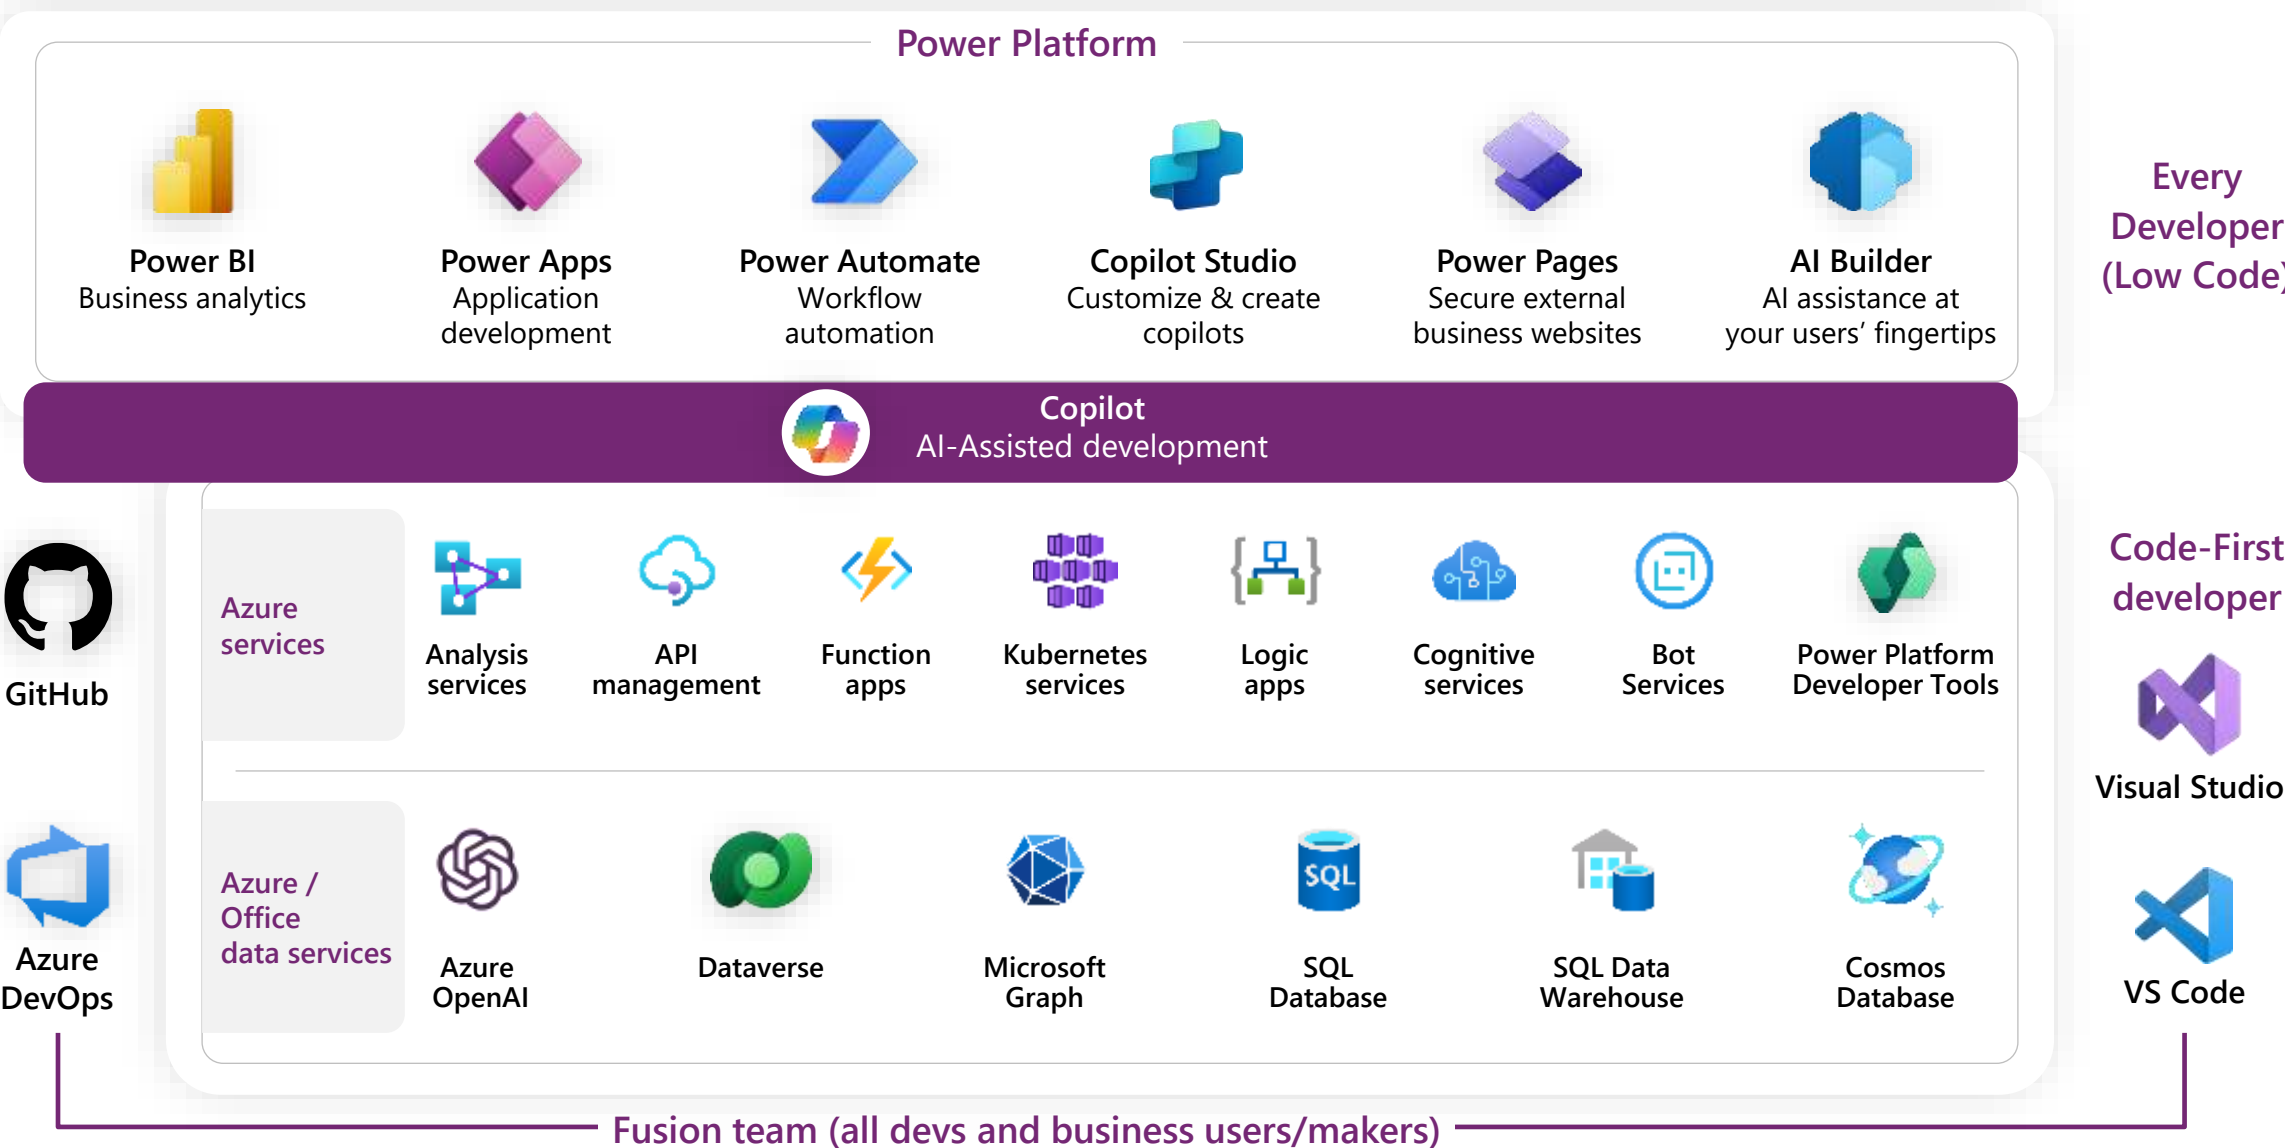 Power Platform
Power BI
Business analytics
Power Apps
Application
development
Power Automate
Workflow
automation
Copilot Studio
Customize & create
copilots
Power Pages
Secure external
business websites
AI Builder
AI assistance at
your users’ fingertips
Every
Developer
(Low Code)
Copilot
AI-Assisted development
GitHub
Azure
DevOps
Azure
services
Analysis
services
API
management
Function
apps
Kubernetes
services
Logic
apps
Cognitive
services
Bot
Services
Power Platform
Developer Tools
Azure /
Office
data services
Azure
OpenAI
Dataverse
Microsoft
Graph
SQL
SQL
Database
SQL Data
Warehouse
Cosmos
Database
Code-First
developer
Visual Studio
VS Code
Fusion team (all devs and business users/makers)